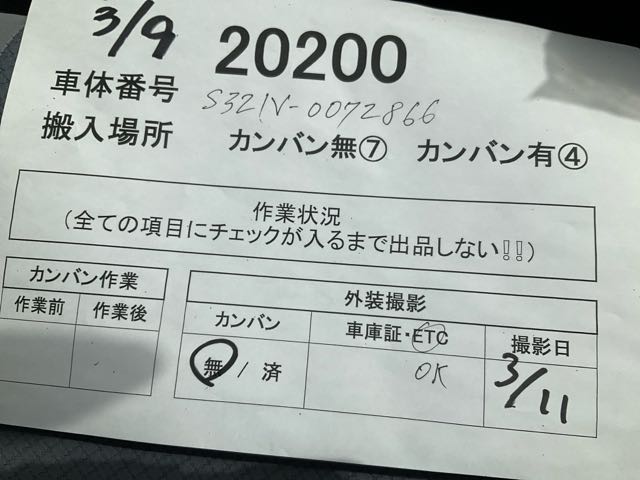 3/9 20200
車体番号 S321V-0072866
搬入場所 カンバン無⑦ カンバン有④
作業状況
(全ての項目にチェックが入るまで出品しない!!)
カンバン作業
作業前 作業後
外装撮影
カンバン 車庫証・ETC 撮影日
無 / 済 OK 3/11